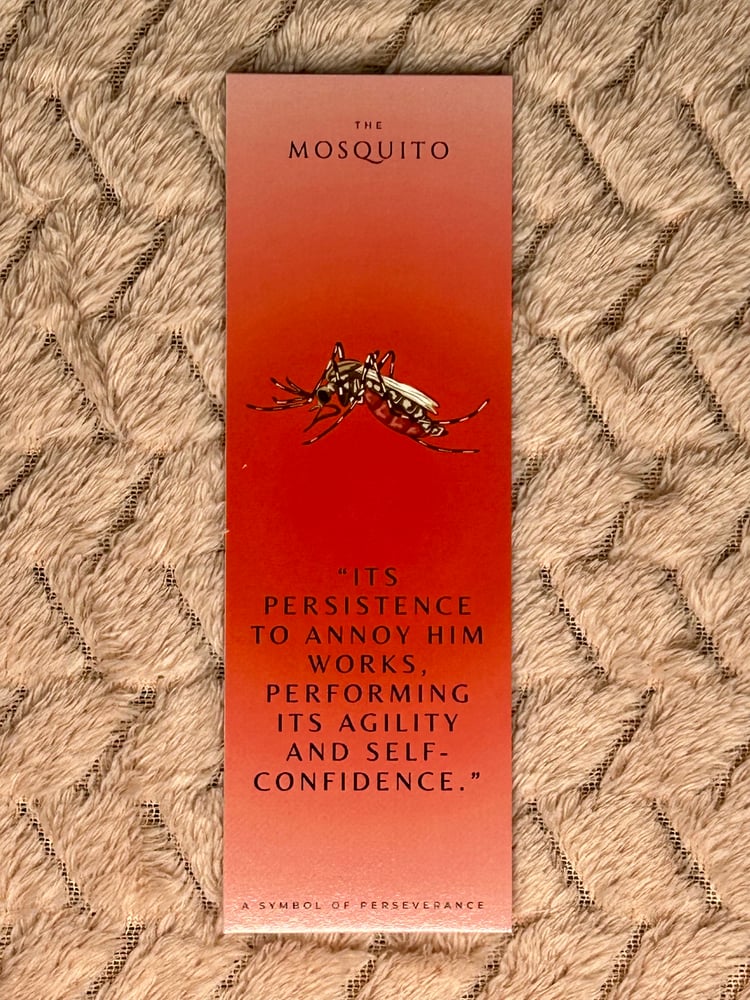 THE
MOSQUITO
“ITS
PERSISTENCE
TO ANNOY HIM
WORKS,
PERFORMING
ITS AGILITY
AND SELF-
CONFIDENCE.”
A SYMBOL OF PERSEVERANCE